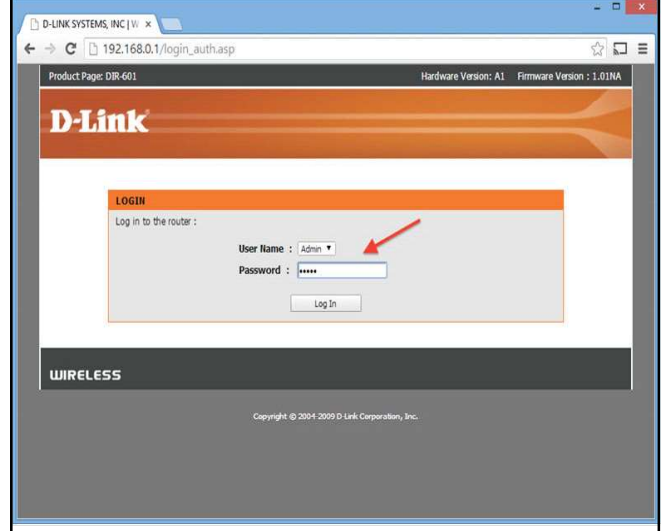 D-LINK SYSTEMS, INC | W
192.168.0.1/login_auth.asp
Product Page: DIR-601 Hardware Version: A1 Firmware Version : 1.01NA
D-Link
LOGIN
Log in to the router :
User Name : Admin
Password : •••••
Log In
WIRELESS
Copyright © 2004-2009 D-Link Corporation, Inc.